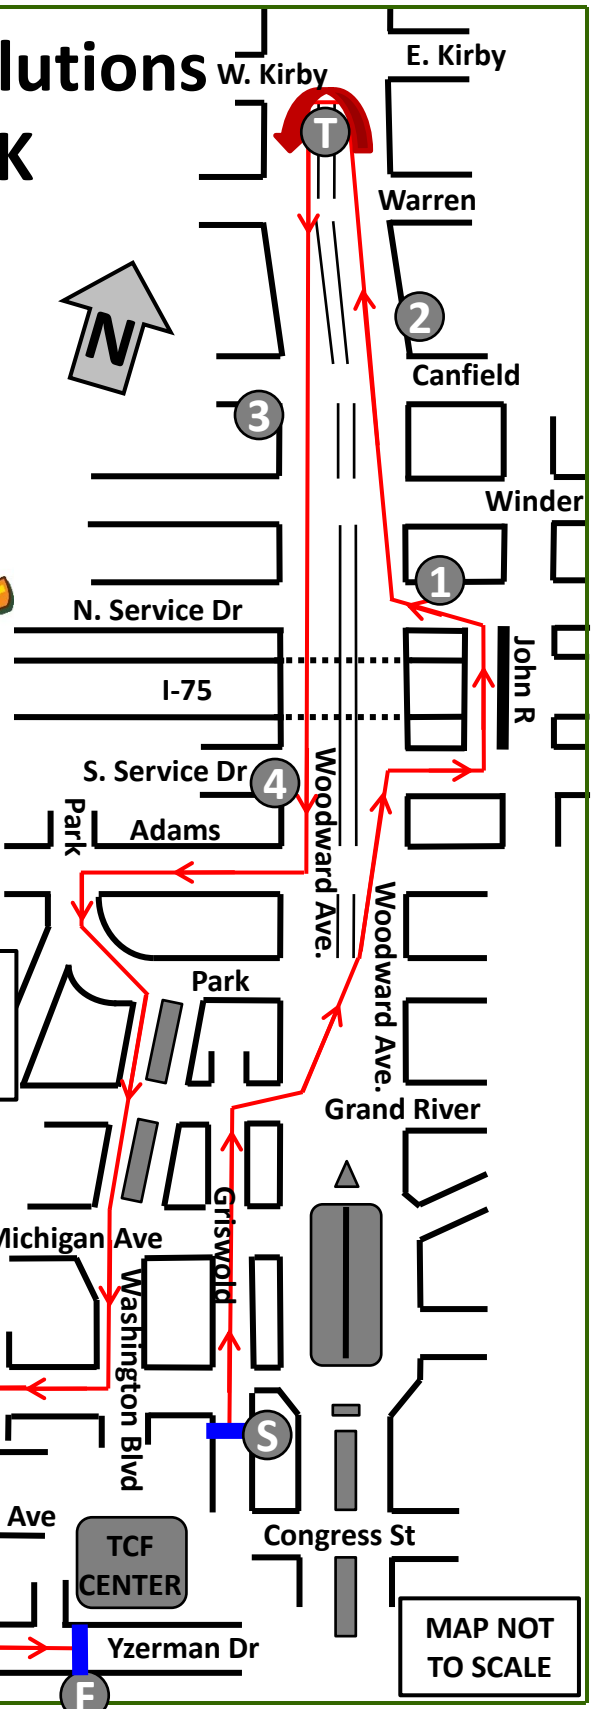 lutions
K
W. Kirby
E. Kirby
T
Warren
N
2
Canfield
3
Winder
1
N. Service Dr
John R
I-75
S. Service Dr
4
Woodward Ave.
Park
Adams
Woodward Ave.
Park
Grand River
Griswold
Michigan Ave
Washington Blvd
S
Ave
Congress St
TCF
CENTER
MAP NOT
TO SCALE
Yzerman Dr
F